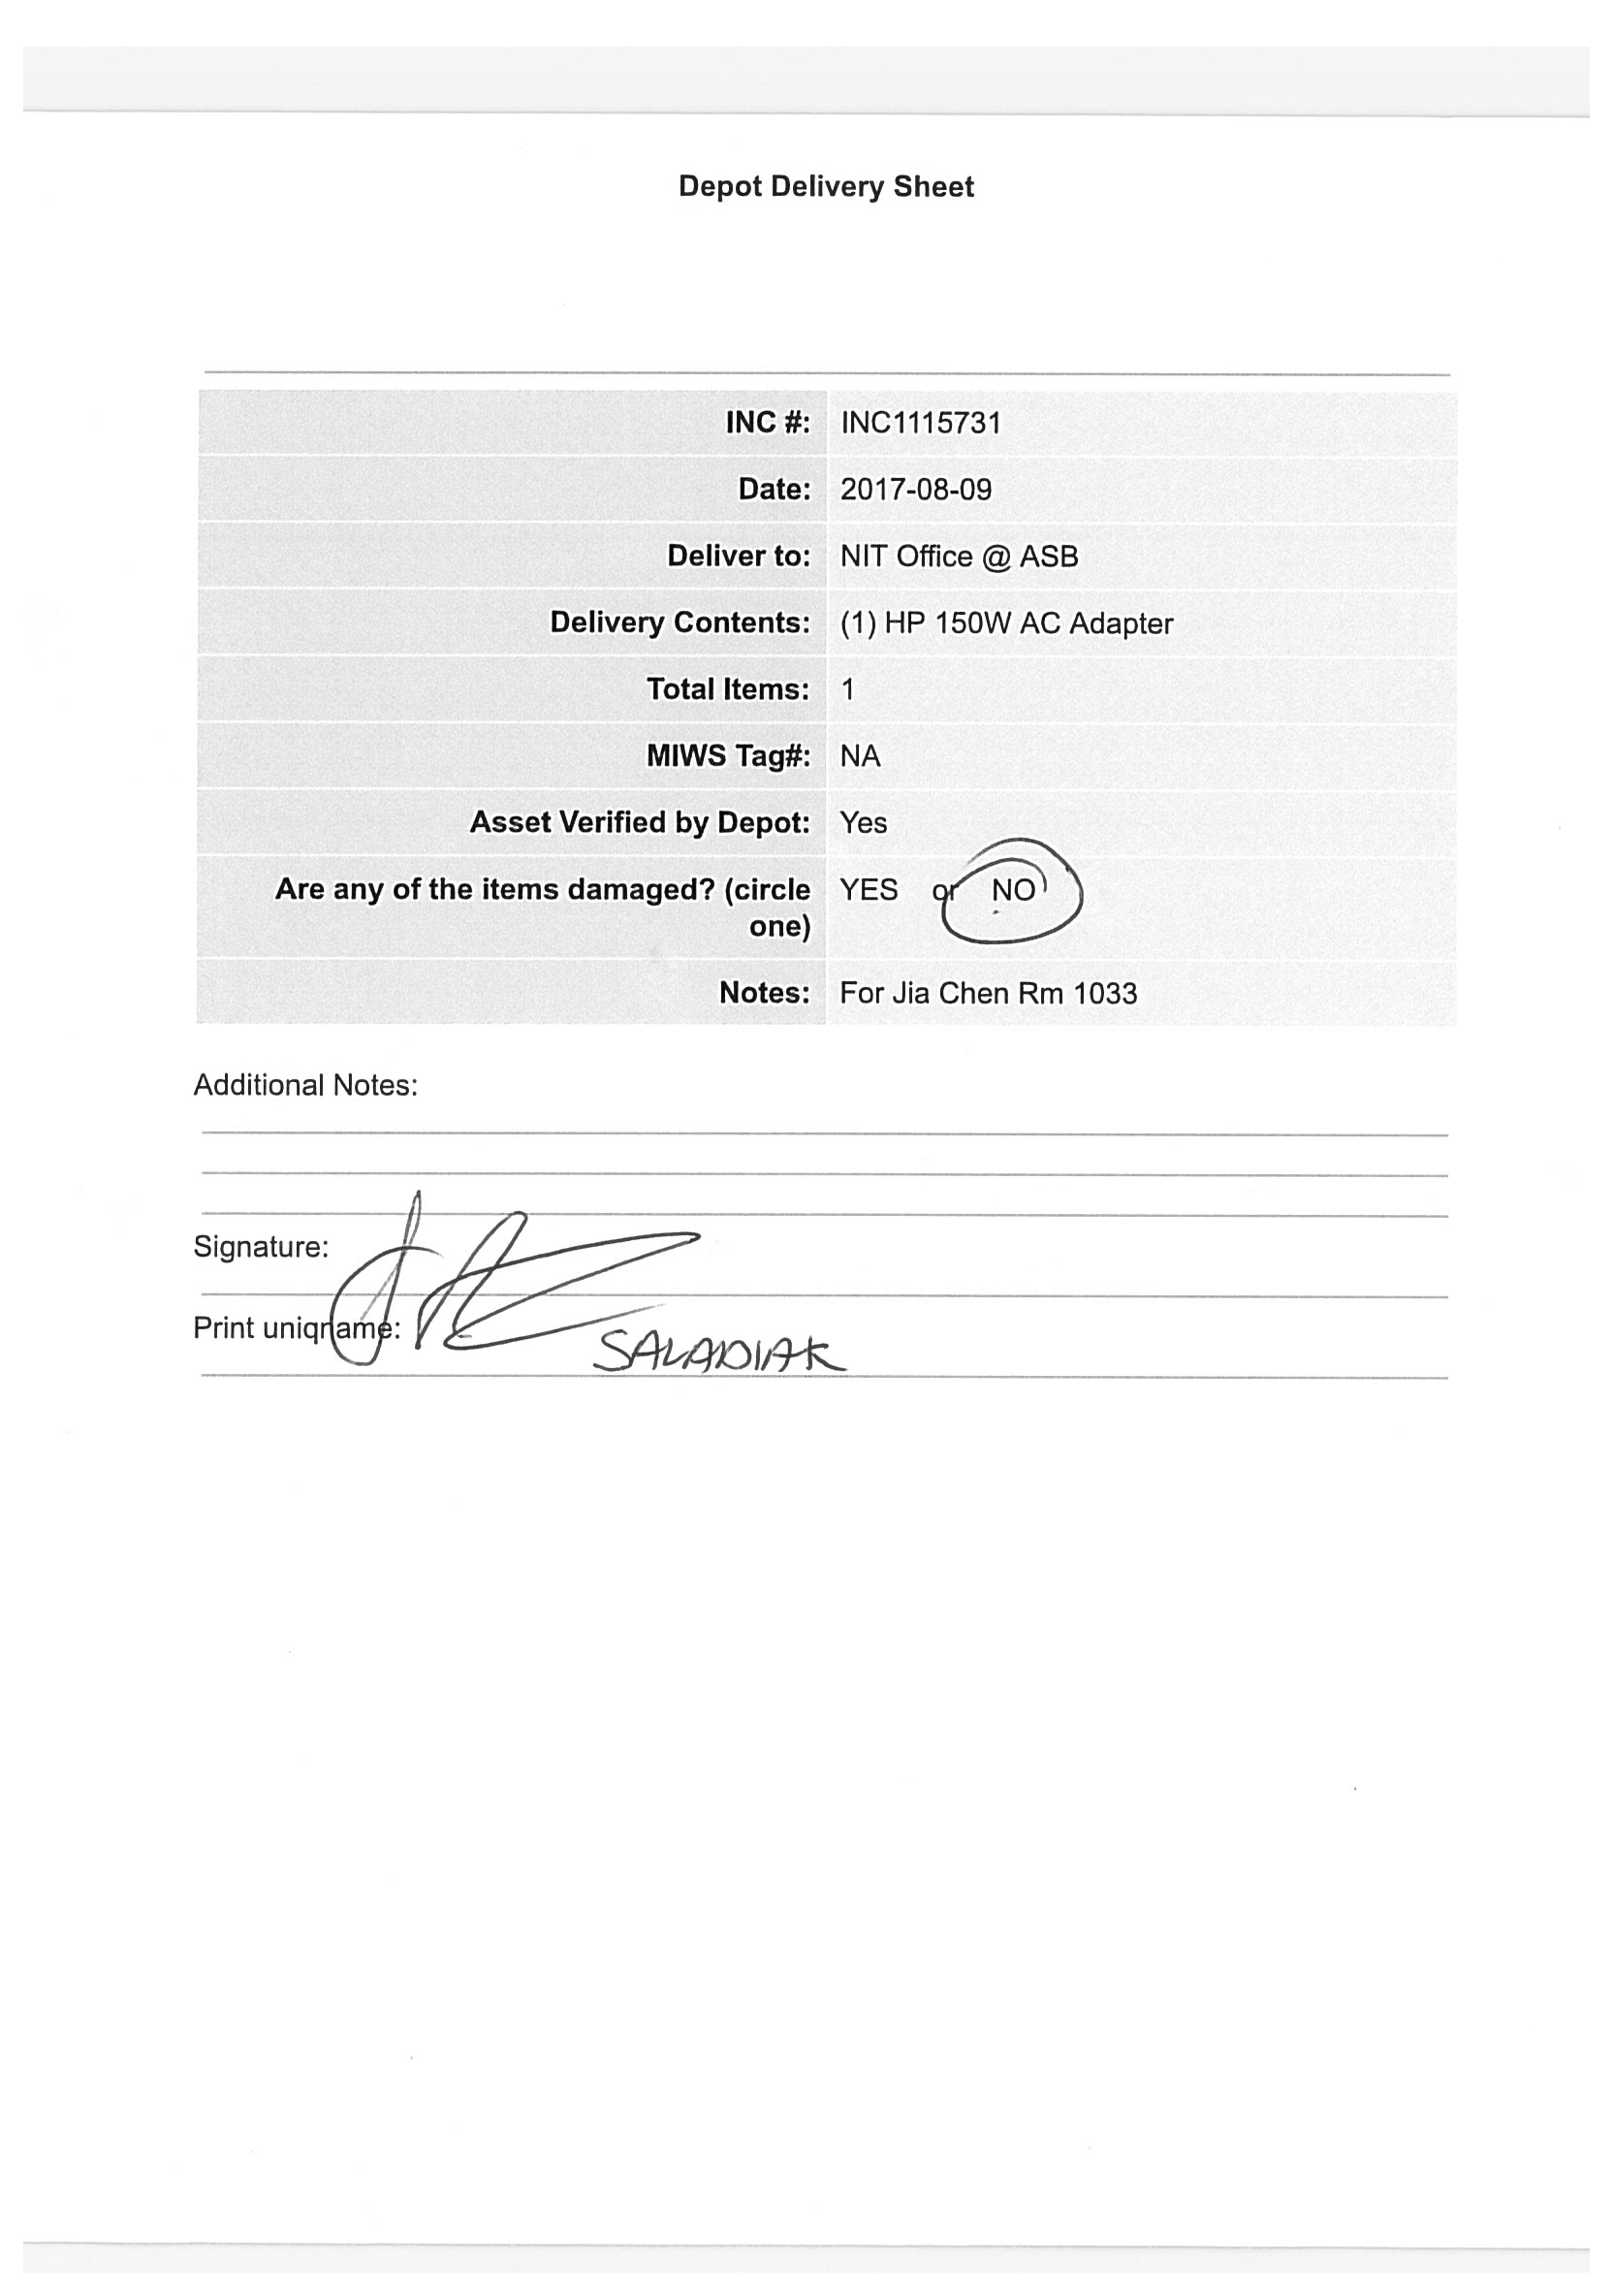 Depot Delivery Sheet
INC #: INC1115731
Date: 2017-08-09
Deliver to: NIT Office @ ASB
Delivery Contents: (1) HP 150W AC Adapter
Total Items: 1
MIWS Tag#: NA
Asset Verified by Depot: Yes
Are any of the items damaged? (circle YES or NO
one)
Notes: For Jia Chen Rm 1033
Additional Notes:
Signature:
Print uniqname:
SALADIAK